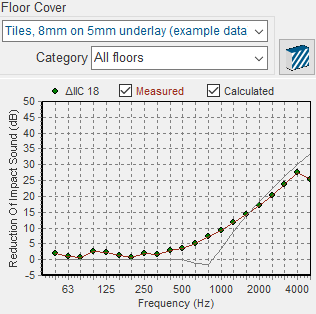 Floor Cover
Tiles, 8mm on 5mm underlay (example data
Category All floors
ΔIIC 18 Measured Calculated
Reduction Of Impact Sound (dB)
50
45
40
35
30
25
20
15
10
5
0
-5
63 125 250 500 1000 2000 4000
Frequency (Hz)